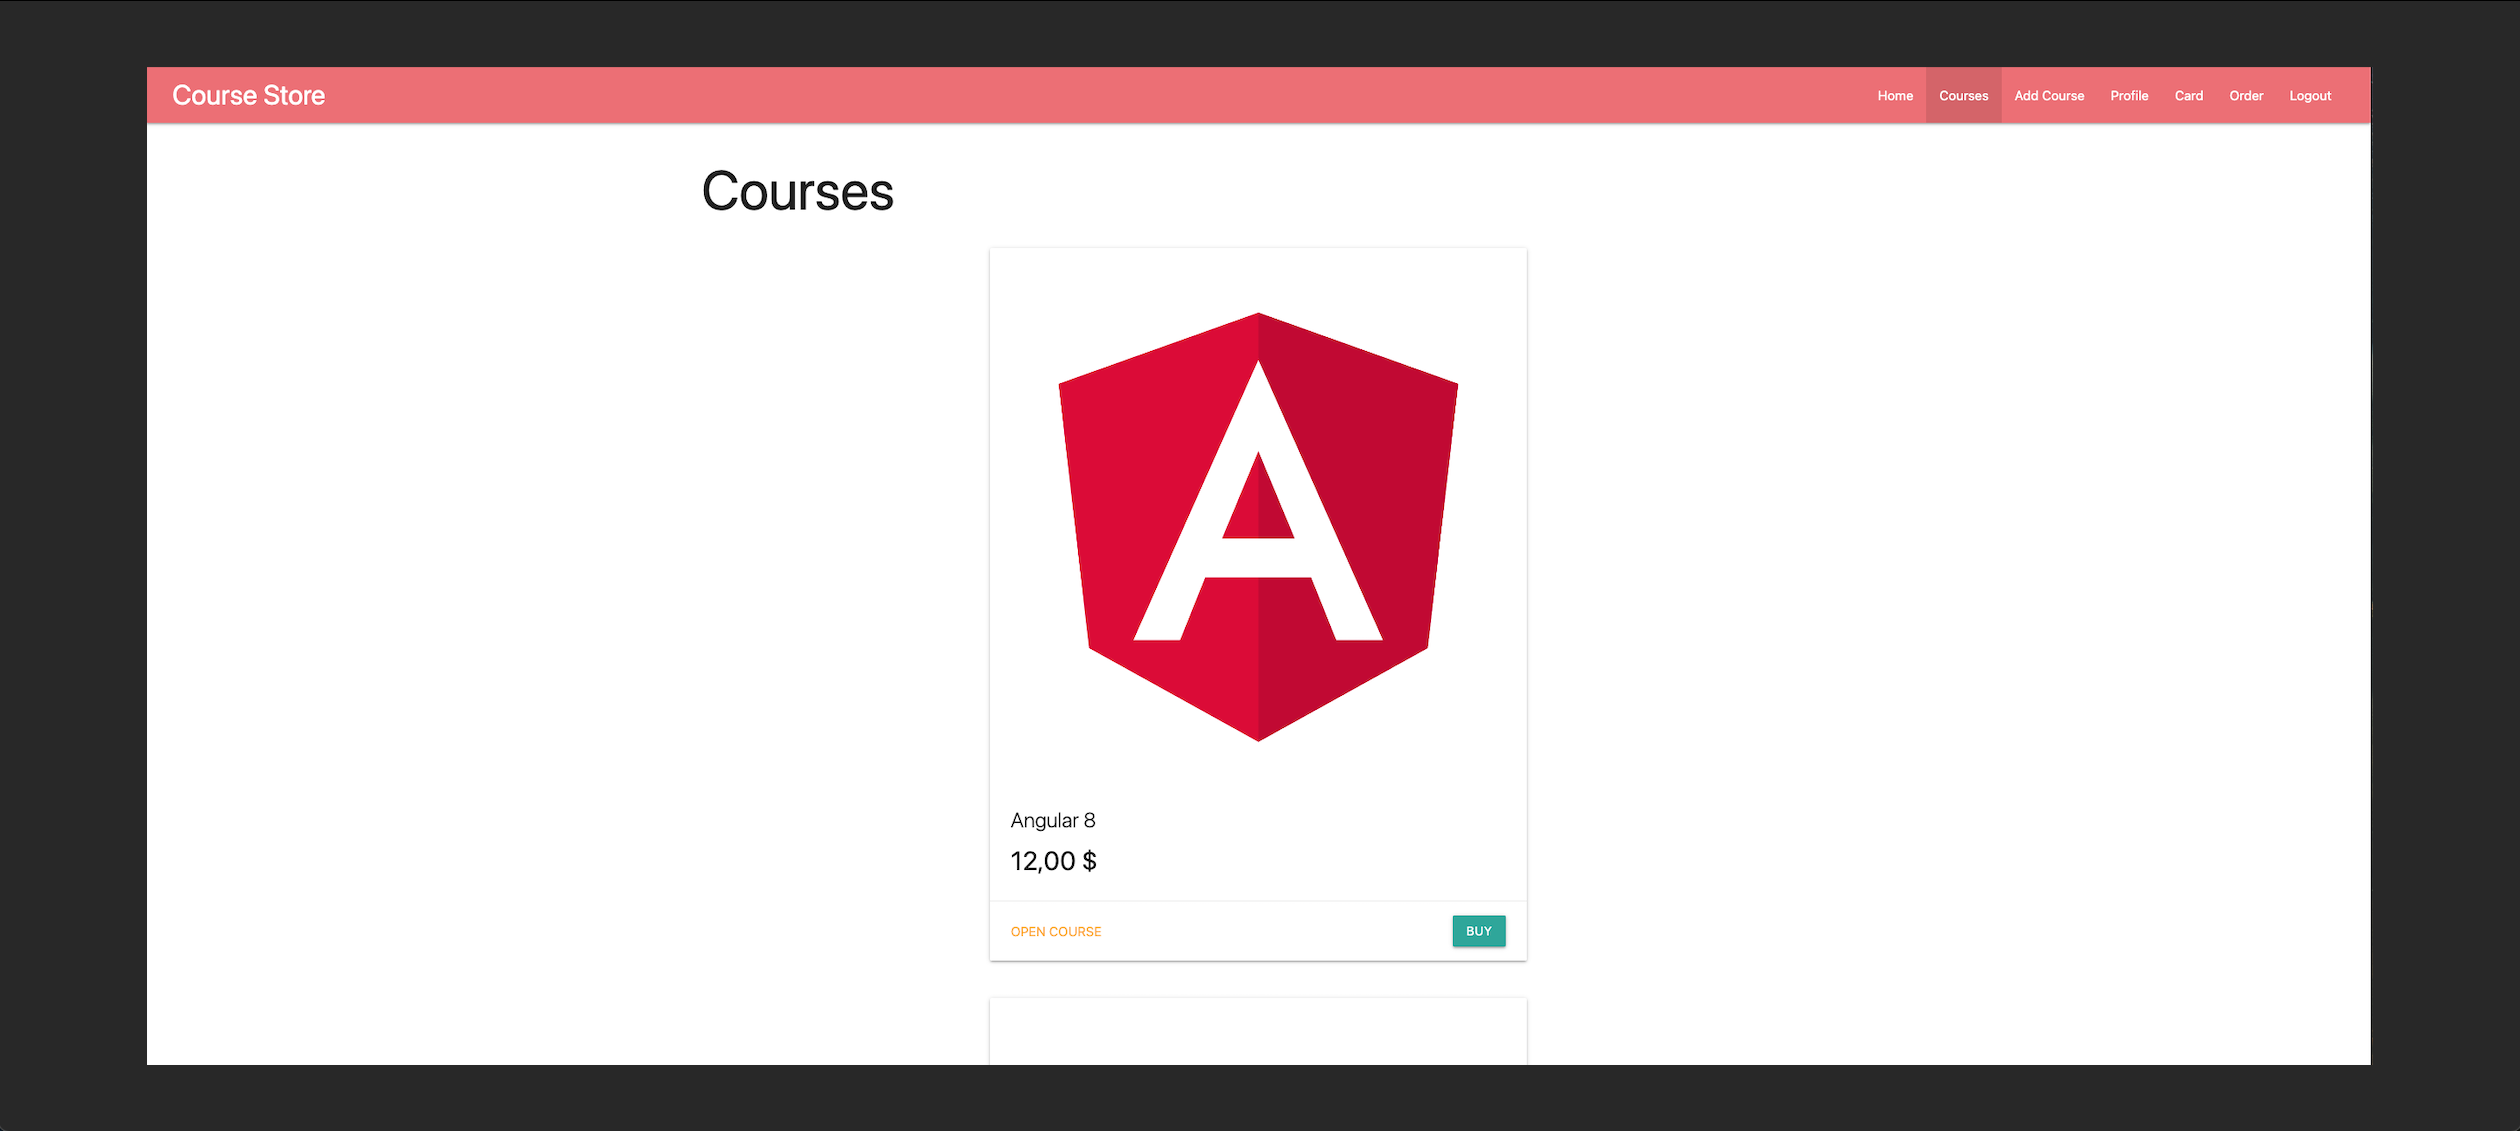 Course Store
Home Courses Add Course Profile Card Order Logout
Courses
A
Angular 8
12,00 $
OPEN COURSE BUY